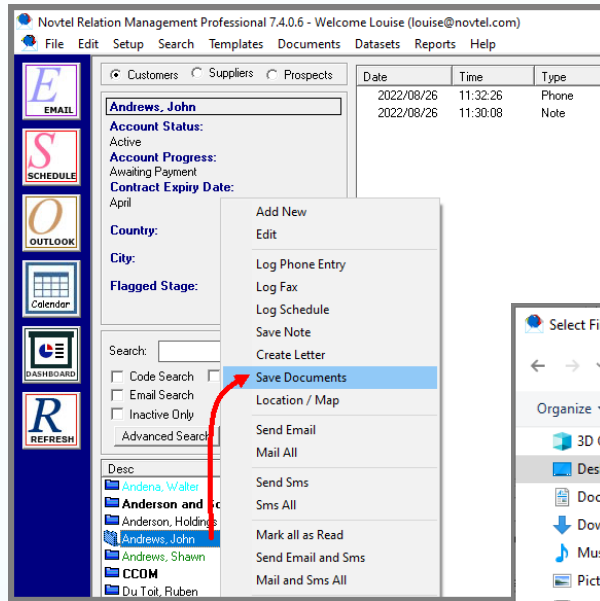 Novtel Relation Management Professional 7.4.0.6 - Welcome Louise (louise@novtel.com)
File Edit Setup Search Templates Documents Datasets Reports Help
E
EMAIL
S
SCHEDULE
O
OUTLOOK
Calendar
DASHBOARD
R
REFRESH
Customers Suppliers Prospects
Andrews, John
Account Status:
Active
Account Progress:
Awaiting Payment
Contract Expiry Date:
April
Country:
City:
Flagged Stage:
Search:
Code Search
Email Search
Inactive Only
Advanced Search
Desc
Andena, Walter
Anderson and
Anderson, Holdings
Andrews, John
Andrews, Shawn
CCOM
Du Toit, Ruben
Date Time Type
2022/08/26 11:32:26 Phone
2022/08/26 11:30:08 Note
Add New
Edit
Log Phone Entry
Log Fax
Log Schedule
Save Note
Create Letter
Save Documents
Location / Map
Send Email
Mail All
Send Sms
Sms All
Mark all as Read
Send Email and Sms
Mail and Sms All
Select Fi
Organize
3D
Des
Doc
Dow
Mus
Pict